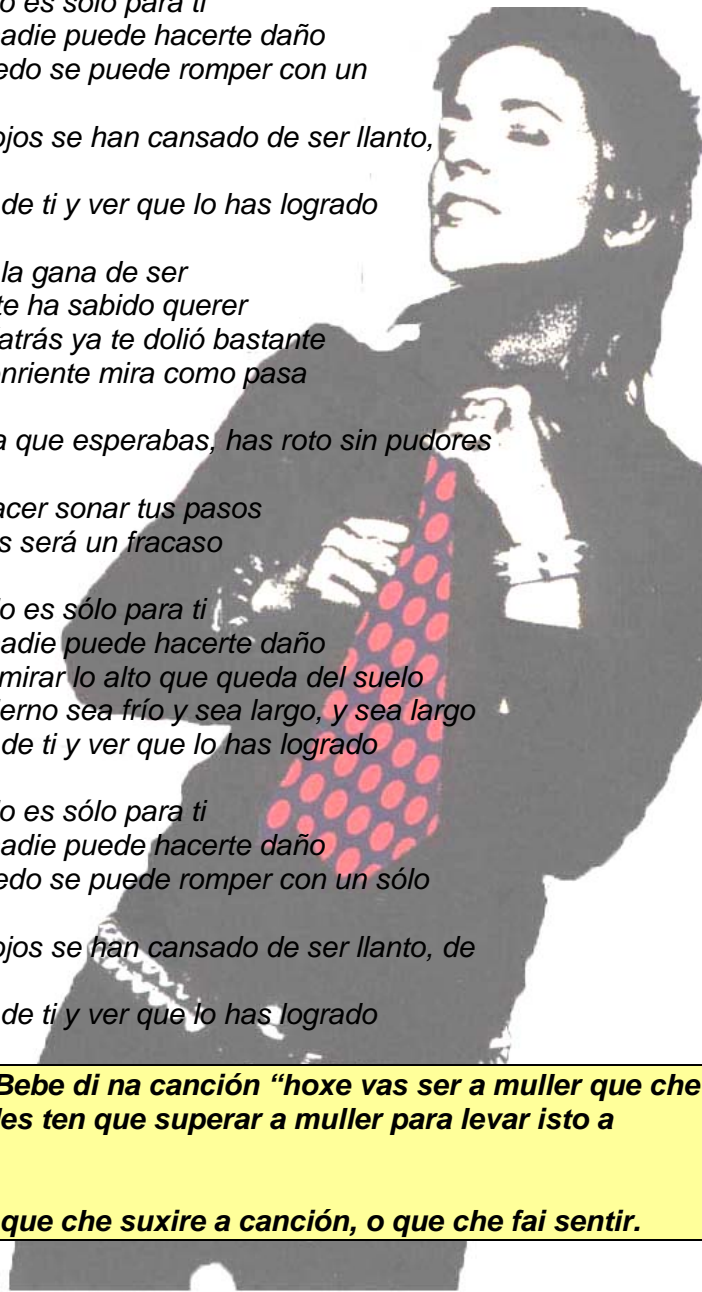 o es sólo para ti
adie puede hacerte daño
edo se puede romper con un
ojos se han cansado de ser llanto,
de ti y ver que lo has logrado
la gana de ser
te ha sabido querer
atrás ya te dolió bastante
onriente mira como pasa
a que esperabas, has roto sin pudores
acer sonar tus pasos
s será un fracaso
o es sólo para ti
adie puede hacerte daño
mirar lo alto que queda del suelo
ierno sea frío y sea largo, y sea largo
de ti y ver que lo has logrado
o es sólo para ti
adie puede hacerte daño
edo se puede romper con un sólo
ojos se han cansado de ser llanto, de
de ti y ver que lo has logrado
Bebe di na canción “hoxe vas ser a muller que che
les ten que superar a muller para levar isto a
que che suxire a canción, o que che fai sentir.